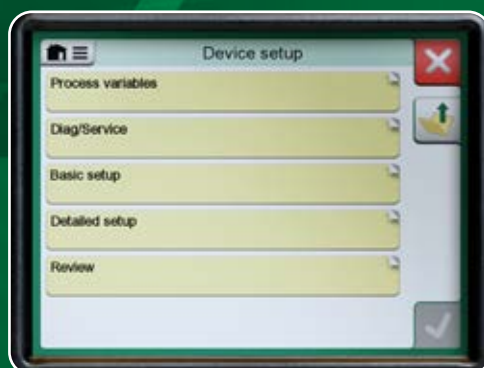 Device setup
Process variables
Diag/Service
Basic setup
Detailed setup
Review